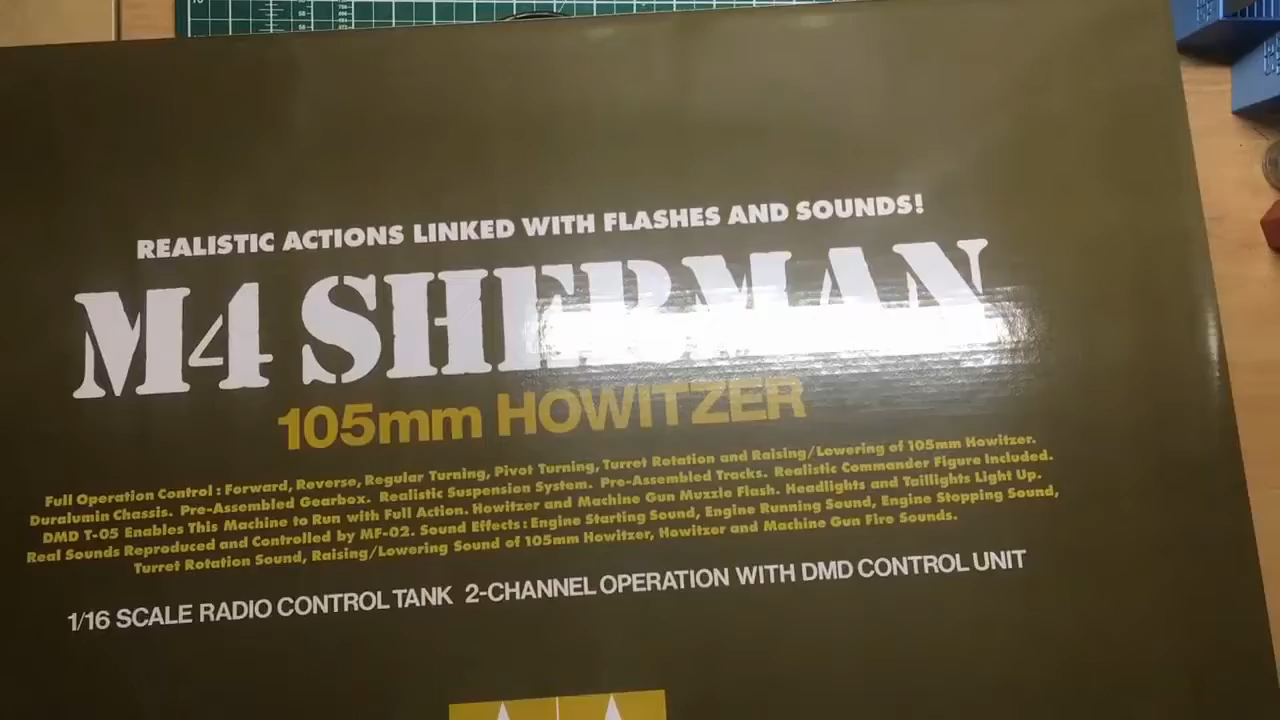 REALISTIC ACTIONS LINKED WITH FLASHES AND SOUNDS!
M4 SHERMAN
105mm HOWITZER
Full Operation Control : Forward, Reverse, Regular Turning, Pivot Turning, Turret Rotation and Raising/Lowering of 105mm Howitzer.
Duralumin Chassis. Pre-Assembled Gearbox. Realistic Suspension System. Pre-Assembled Tracks. Realistic Commander Figure Included.
DMD T-05 Enables This Machine to Run with Full Action. Howitzer and Machine Gun Muzzle Flash. Headlights and Taillights Light Up.
Real Sounds Reproduced and Controlled by MF-02. Sound Effects : Engine Starting Sound, Engine Running Sound, Engine Stopping Sound,
Turret Rotation Sound, Raising/Lowering Sound of 105mm Howitzer, Howitzer and Machine Gun Fire Sounds.
1/16 SCALE RADIO CONTROL TANK 2-CHANNEL OPERATION WITH DMD CONTROL UNIT